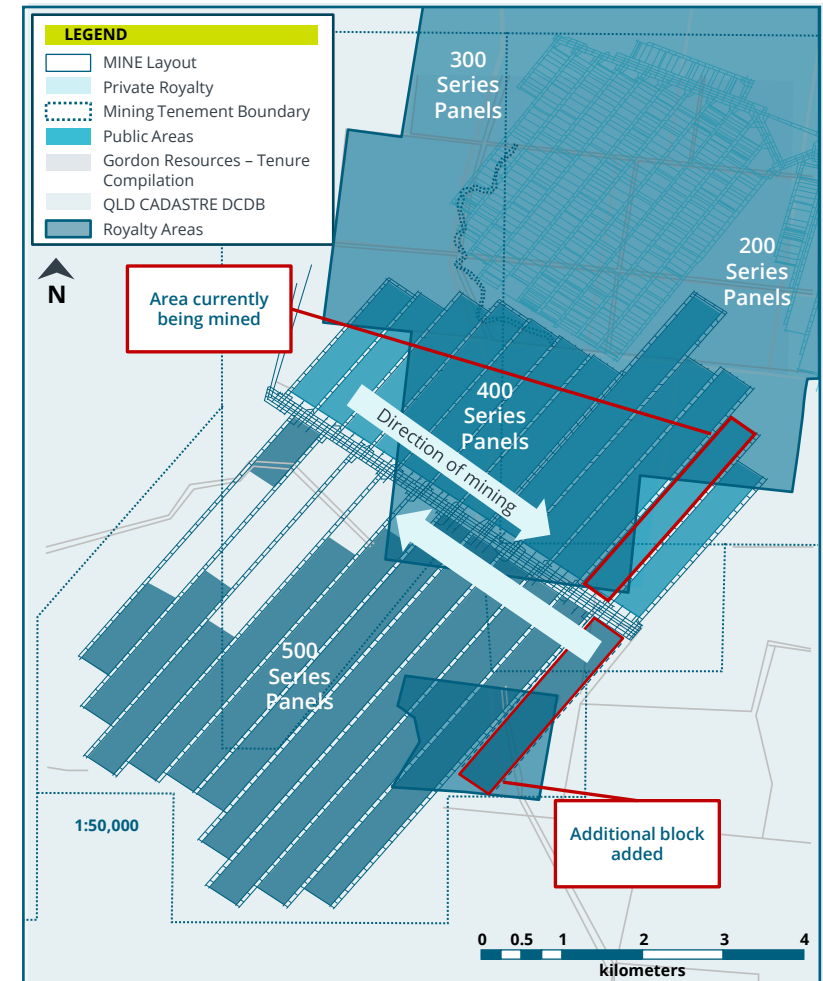 LEGEND
MINE Layout
Private Royalty
Mining Tenement Boundary
Public Areas
Gordon Resources – Tenure
Compilation
QLD CADASTRE DCDB
Royalty Areas
N
300
Series
Panels
200
Series
Panels
Area currently
being mined
400
Series
Panels
Direction of mining
500
Series
Panels
1:50,000
Additional block
added
0 0.5 1 2 3 4
kilometers